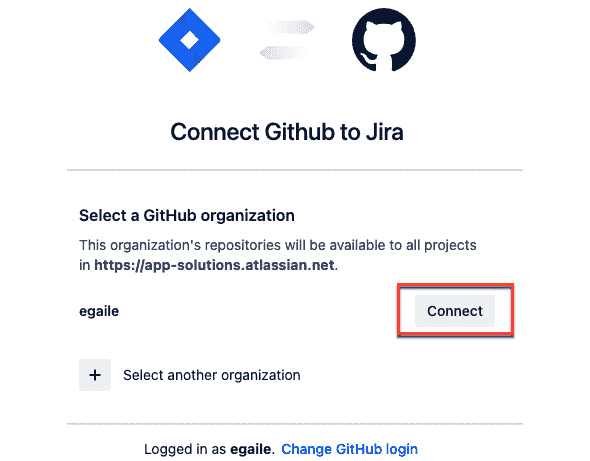 Connect Github to Jira
Select a GitHub organization
This organization's repositories will be available to all projects
in https://app-solutions.atlassian.net.
egaile
Connect
+ Select another organization
Logged in as egaile. Change GitHub login